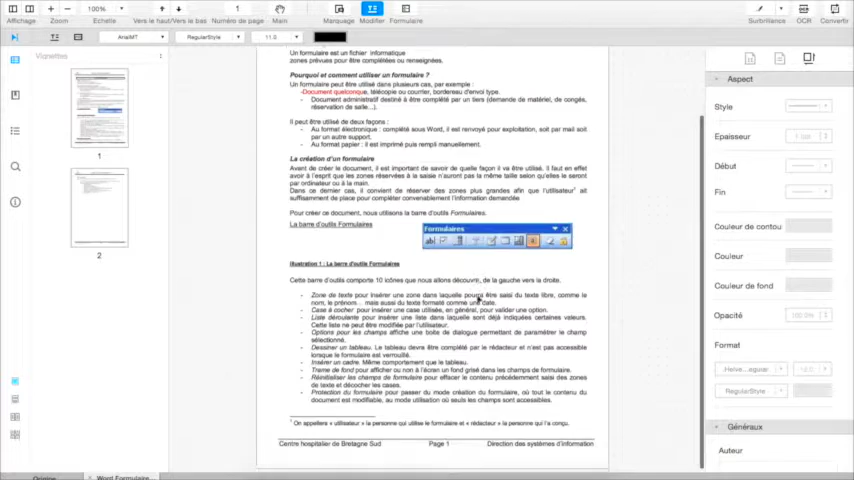 100%
1
Affichage
Zoom
Echelle
Vers le haut/Vers le bas
Numéro de page
Main
Marquage
Modifier
Formulaire
Surbrillance
OCR
Convertir
ArialMT
RegularStyle
11.0
Vignettes
1
2
Un formulaire est un fichier informatique
zones prévues pour être complétées ou renseignées.
Pourquoi et comment utiliser un formulaire ?
Un formulaire peut être utilisé dans plusieurs cas, par exemple :
-Document quelconque, télécopie ou courrier, bordereau d'envoi type.
- Document administratif destiné à être complété par un tiers (demande de matériel, de congés,
réservation de salle...).
Il peut être utilisé de deux façons :
- Au format électronique : complété sous Word, il est renvoyé pour exploitation, soit par mail soit
par un autre support.
- Au format papier : il est imprimé puis rempli manuellement.
La création d'un formulaire
Avant de créer le document, il est important de savoir de quelle façon il va être utilisé. Il faut en effet
avoir à l'esprit que les zones réservées à la saisie n'auront pas la même taille selon qu'elles le seront
par ordinateur ou à la main.
Dans ce dernier cas, il convient de réserver des zones plus grandes afin que l'utilisateur1 ait
suffisamment de place pour compléter convenablement l'information demandée
Pour créer ce document, nous utilisons la barre d'outils Formulaires.
La barre d'outils Formulaires
Formulaires
ab|
Illustration 1 : La barre d'outils Formulaires
Cette barre d'outils comporte 10 icônes que nous allons découvrir, de la gauche vers la droite.
- Zone de texte pour insérer une zone dans laquelle pourra être saisi du texte libre, comme le
nom, le prénom... mais aussi du texte formaté comme une date.
- Case à cocher pour insérer une case utilisée, en général, pour valider une option.
- Liste déroulante pour insérer une liste dans laquelle sont déjà indiquées certaines valeurs.
Cette liste ne peut être modifiée par l'utilisateur.
- Options pour les champs affiche une boîte de dialogue permettant de paramétrer le champ
sélectionné.
- Dessiner un tableau. Le tableau devra être complété par le rédacteur et n'est pas accessible
lorsque le formulaire est verrouillé.
- Insérer un cadre. Même comportement que le tableau.
- Trame de fond pour afficher ou non à l'écran un fond grisé dans les champs de formulaire.
- Réinitialiser les champs de formulaire pour effacer le contenu précédemment saisi des zones
de texte et décocher les cases.
- Protection du formulaire pour passer du mode création du formulaire, où tout le contenu du
document est modifiable, au mode utilisation où seuls les champs sont accessibles.
1 On appellera « utilisateur » la personne qui utilise le formulaire et « rédacteur » la personne qui l'a conçu.
Centre hospitalier de Bretagne Sud
Page 1
Direction des systèmes d'information
Aspect
Style
Epaisseur
Début
Fin
Couleur de contou
Couleur
Couleur de fond
Opacité
100.0%
Format
RegularStyle
Généraux
Auteur
Origine
Word Formulaire...